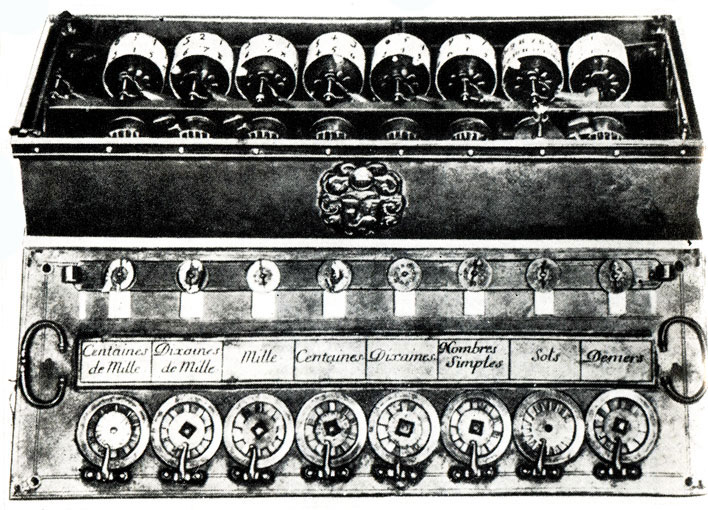 Centaines
de Mille
Dixaines
de Mille
Mille
Centaines
Dixaines
Nombres
Simples
Sols
Deniers